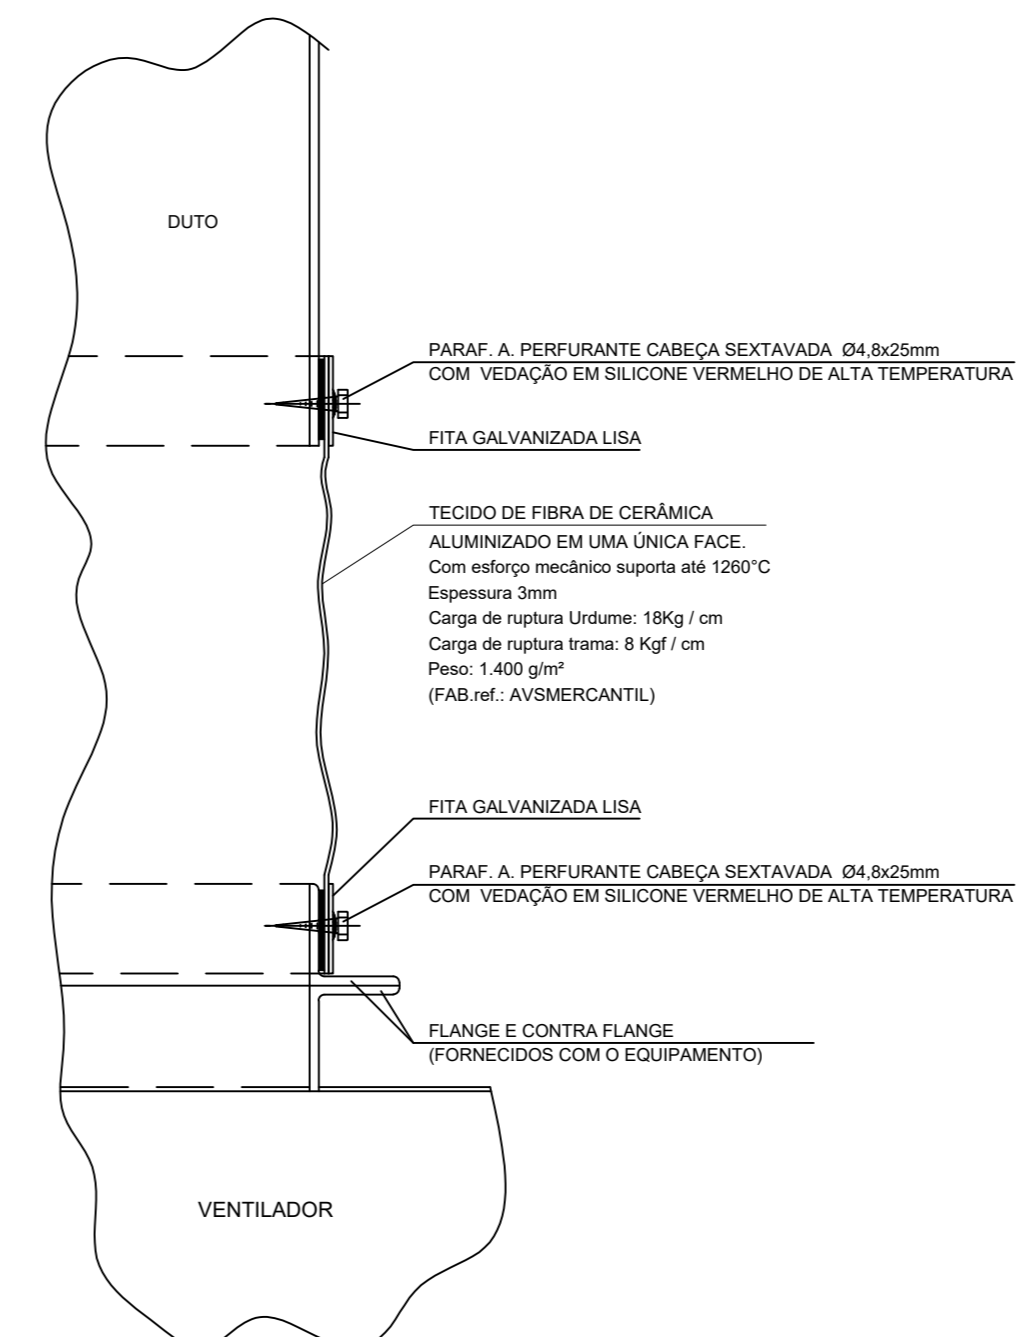 DUTO
PARAF. A. PERFURANTE CABEÇA SEXTAVADA Ø4,8x25mm
COM VEDAÇÃO EM SILICONE VERMELHO DE ALTA TEMPERATURA
FITA GALVANIZADA LISA
TECIDO DE FIBRA DE CERÂMICA
ALUMINIZADO EM UMA ÚNICA FACE.
Com esforço mecânico suporta até 1260°C
Espessura 3mm
Carga de ruptura Urdume: 18Kg / cm
Carga de ruptura trama: 8 Kgf / cm
Peso: 1.400 g/m²
(FAB.ref.: AVSMERCANTIL)
FITA GALVANIZADA LISA
PARAF. A. PERFURANTE CABEÇA SEXTAVADA Ø4,8x25mm
COM VEDAÇÃO EM SILICONE VERMELHO DE ALTA TEMPERATURA
FLANGE E CONTRA FLANGE
(FORNECIDOS COM O EQUIPAMENTO)
VENTILADOR